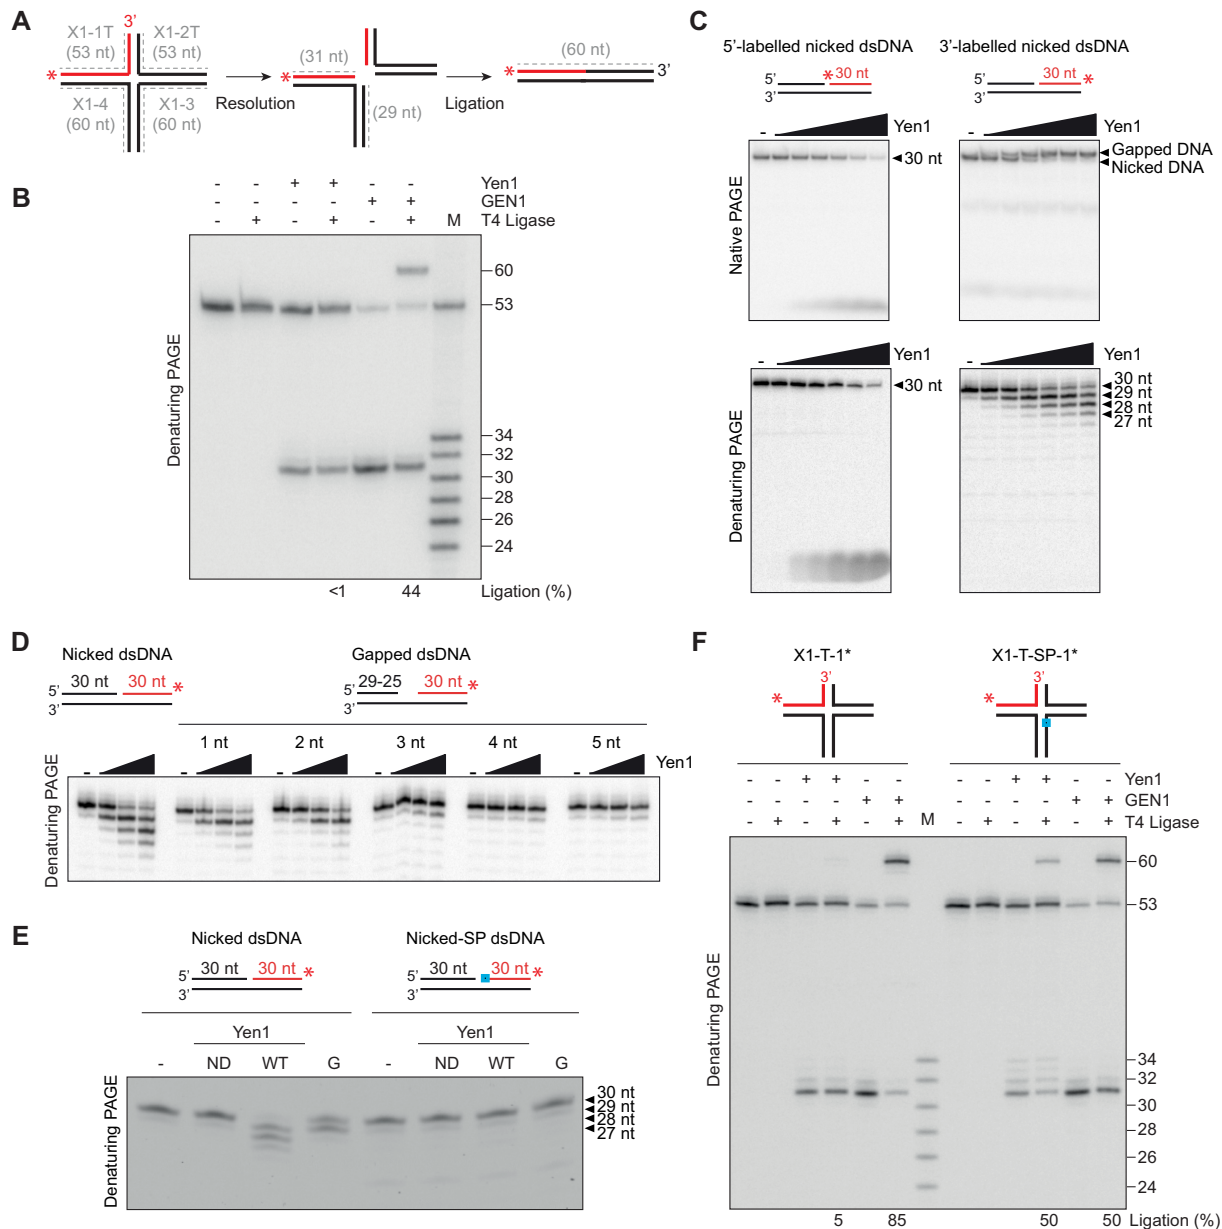 A
X1-1T
(53 nt)
3'
X1-2T
(53 nt)
*
X1-4
(60 nt)
X1-3
(60 nt)
Resolution
(31 nt)
*
(29 nt)
Ligation
(60 nt)
*
3'
B
- - + + - - Yen1
- - - - + + GEN1
- + - + - + M T4 Ligase
Denaturing PAGE
60
53
34
32
30
28
26
24
<1 44 Ligation (%)
C
5'-labelled nicked dsDNA
3'-labelled nicked dsDNA
5' * 30 nt
3'
5' 30 nt *
3'
- Yen1
- Yen1
Native PAGE
30 nt
Gapped DNA
Nicked DNA
- Yen1
- Yen1
Denaturing PAGE
30 nt
30 nt
29 nt
28 nt
27 nt
D
Nicked dsDNA
Gapped dsDNA
5' 30 nt 30 nt *
3'
5' 29-25 30 nt *
3'
1 nt 2 nt 3 nt 4 nt 5 nt
- - - - - - Yen1
Denaturing PAGE
E
Nicked dsDNA
Nicked-SP dsDNA
5' 30 nt 30 nt *
3'
5' 30 nt 30 nt *
3'
Yen1 Yen1
- ND WT G - ND WT G
Denaturing PAGE
30 nt
29 nt
28 nt
27 nt
F
X1-T-1*
X1-T-SP-1*
3'
*
3'
*
- - + + - - - - + + - - Yen1
- - - - + + - - - - + + GEN1
- + - + - + M - + - + - + T4 Ligase
Denaturing PAGE
60
53
34
32
30
28
26
24
5 85 50 50 Ligation (%)